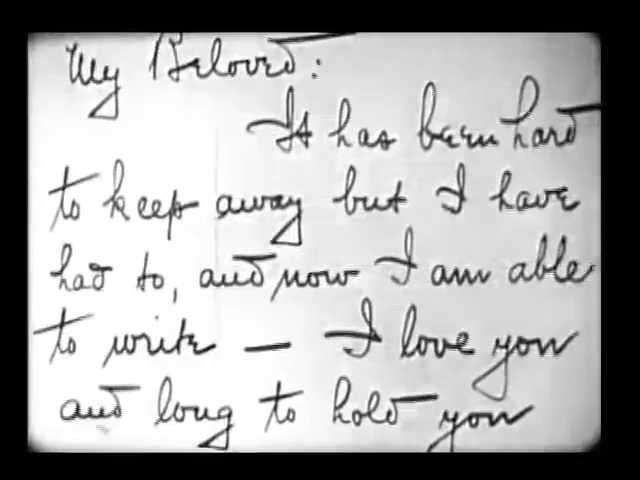 My Beloved:
It has been hard
to keep away but I have
had to, and now I am able
to write — I love you
and long to hold you